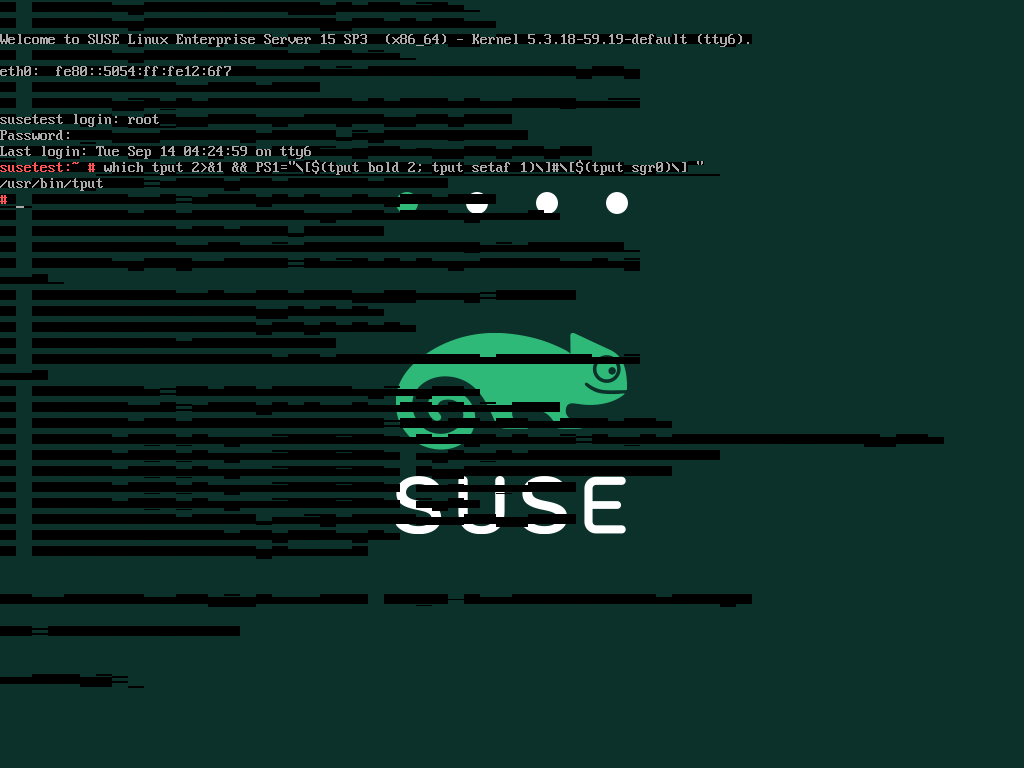 Welcome to SUSE Linux Enterprise Server 15 SP3  (x86_64) - Kernel 5.3.18-59.19-default (tty6).
eth0:  fe80::5054:ff:fe12:6f7
susetest login: root
Password:
Last login: Tue Sep 14 04:24:59 on tty6
susetest:~ # which tput 2>&1 && PS1="\[$(tput bold 2; tput setaf 1)\]#\[$(tput sgr0)\] "
/usr/bin/tput
# _
SUSE